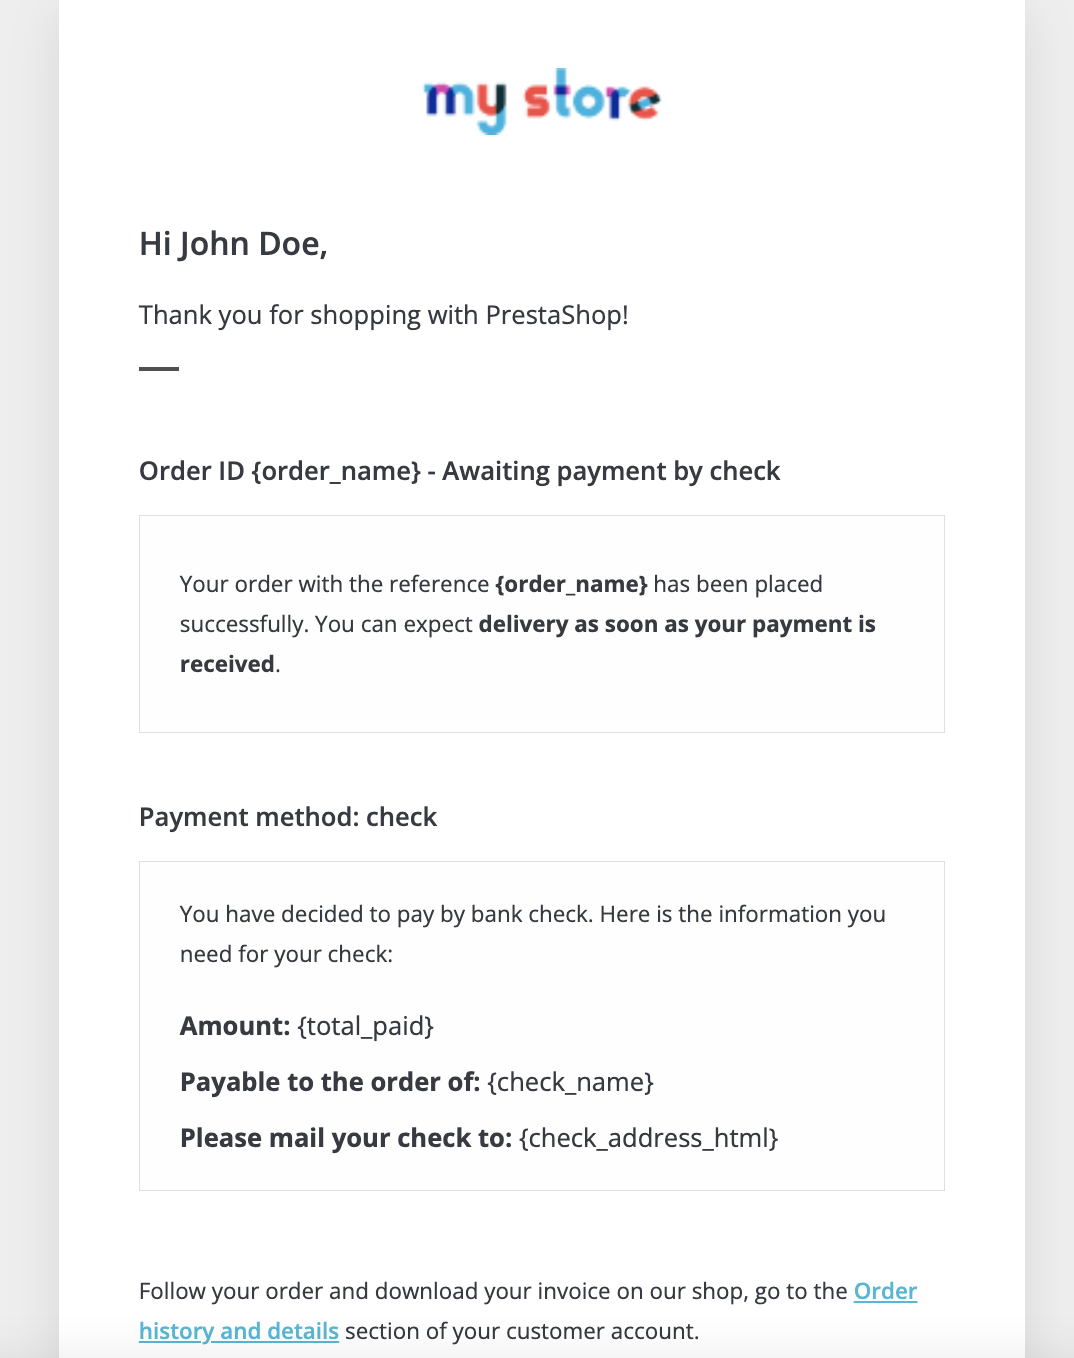 my store
Hi John Doe,
Thank you for shopping with PrestaShop!
Order ID {order_name} - Awaiting payment by check
Your order with the reference {order_name} has been placed
successfully. You can expect delivery as soon as your payment is
received.
Payment method: check
You have decided to pay by bank check. Here is the information you
need for your check:
Amount: {total_paid}
Payable to the order of: {check_name}
Please mail your check to: {check_address_html}
Follow your order and download your invoice on our shop, go to the Order
history and details section of your customer account.